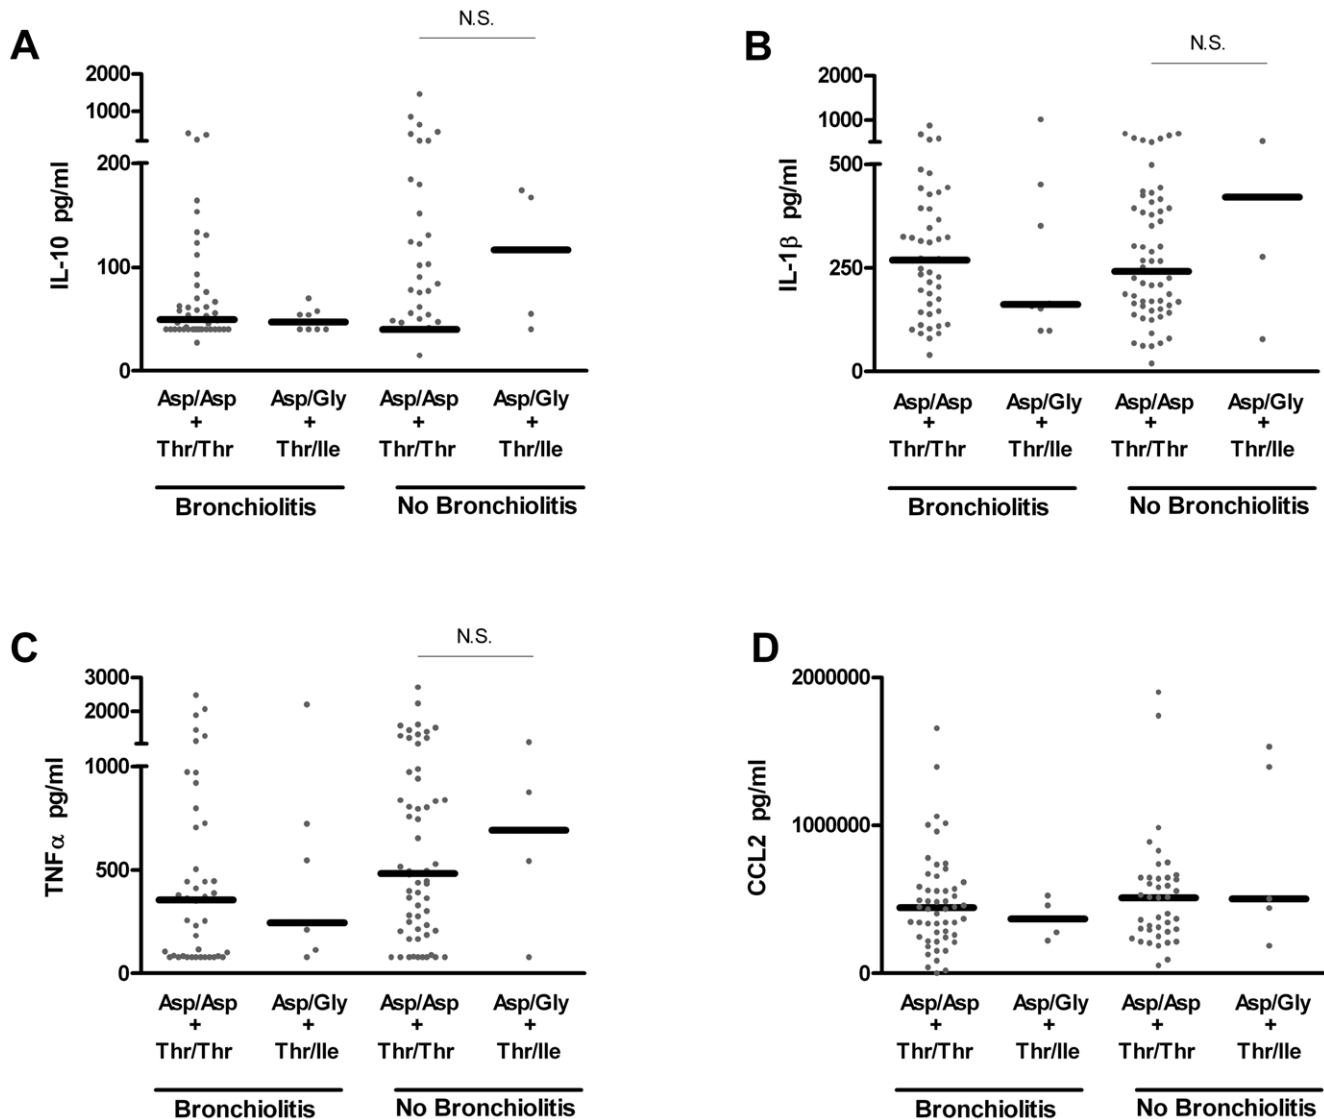 A
N.S.
2000
1000
200
100
0
IL-10 pg/ml
Asp/Asp
+
Thr/Thr
Asp/Gly
+
Thr/Ile
Asp/Asp
+
Thr/Thr
Asp/Gly
+
Thr/Ile
Bronchiolitis
No Bronchiolitis
B
N.S.
2000
1000
500
250
0
IL-1β pg/ml
Asp/Asp
+
Thr/Thr
Asp/Gly
+
Thr/Ile
Asp/Asp
+
Thr/Thr
Asp/Gly
+
Thr/Ile
Bronchiolitis
No Bronchiolitis
C
N.S.
3000
2000
1000
500
0
TNFα pg/ml
Asp/Asp
+
Thr/Thr
Asp/Gly
+
Thr/Ile
Asp/Asp
+
Thr/Thr
Asp/Gly
+
Thr/Ile
Bronchiolitis
No Bronchiolitis
D
2000000
1000000
0
CCL2 pg/ml
Asp/Asp
+
Thr/Thr
Asp/Gly
+
Thr/Ile
Asp/Asp
+
Thr/Thr
Asp/Gly
+
Thr/Ile
Bronchiolitis
No Bronchiolitis